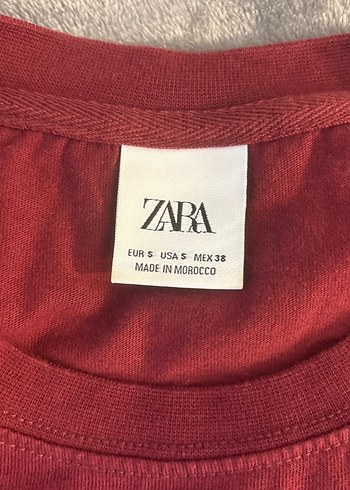 ZARA
EUR S USA S MEX 38
MADE IN MOROCCO